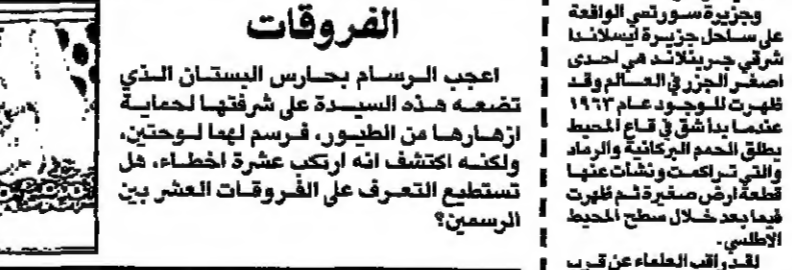 وجزيرة سورتسي الواقعة
على ساحل جزيرة ايسلاندا
شرقي جرينلاند هي احدى
اصغر الجزر في العالم وقد
ظهرت للوجود عام ١٩٦٣
عندما بدأ شق في قاع المحيط
يطلق الحمم البركانية والرماد
والتي تراكمت ونشأت عنها
قطعة ارض صغيرة ثم ظهرت
فيما بعد خلال سطح المحيط
الأطلسي.
لقد راقب العلماء عن قرب
الفروقات
اعجب الرسام بحارس البستان الذي
تضعه هذه السيدة على شرفتها لحماية
ازهارها من الطيور، فرسم لهما لوحتين،
ولكنه اكتشف انه ارتكب عشرة اخطاء، هل
تستطيع التعرف على الفروقات العشر بين
الرسمين؟